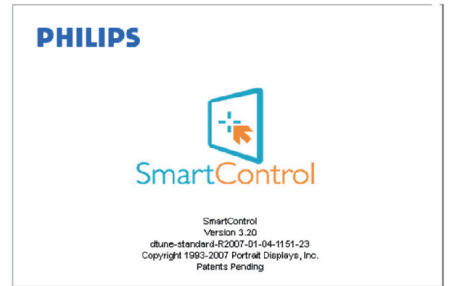 PHILIPS
SmartControl
SmartControl
Version 3.20
dtune-standard-R2007-01-04-1151-23
Copyright 1993-2007 Portrait Displays, Inc.
Patents Pending